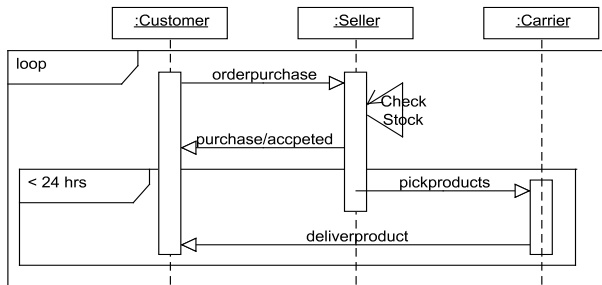 :Customer
:Seller
:Carrier
loop
orderpurchase
Check
Stock
purchase/accpeted
< 24 hrs
pickproducts
deliverproduct